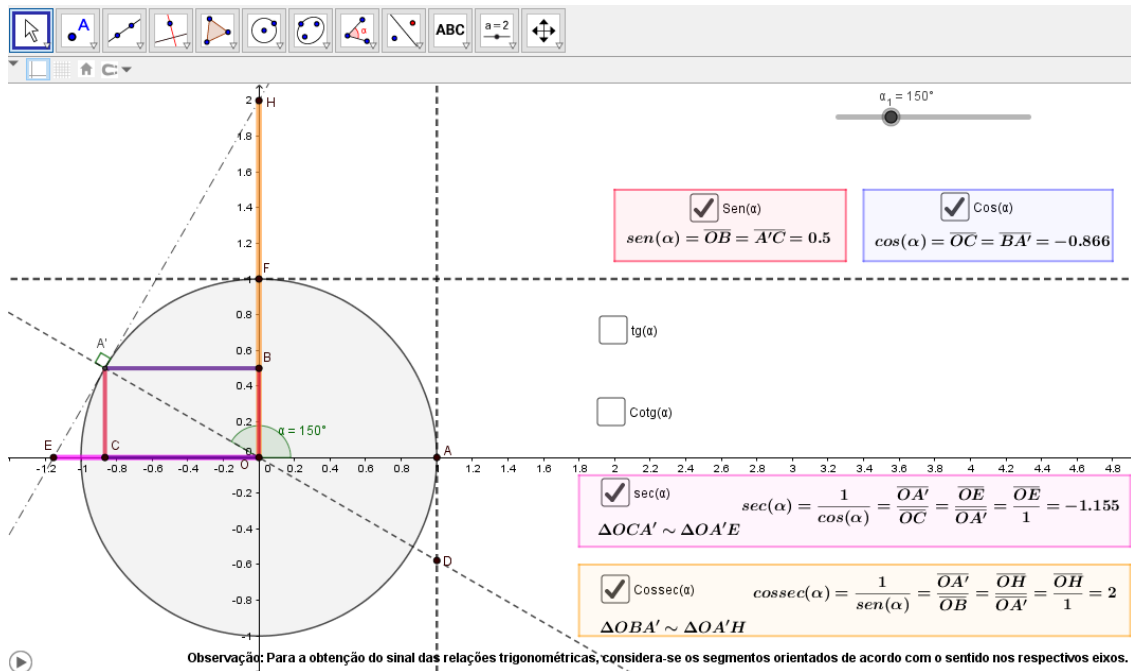 A ABC a=2
α₁ = 150°
2 H
1.8
1.6
1.4
1.2
F
1
0.8
A'
0.6
B
0.4
0.2
α = 150°
0
E C O A
-1.2 -1 -0.8 -0.6 -0.4 -0.2 0 0.2 0.4 0.6 0.8 1 1.2 1.4 1.6 1.8 2 2.2 2.4 2.6 2.8 3 3.2 3.4 3.6 3.8 4 4.2 4.4 4.6 4.8
-0.2
-0.4
D
-0.6
-0.8
-1
Sen(α)
sen(α) = OB = A'C = 0.5
Cos(α)
cos(α) = OC = BA' = −0.866
tg(α)
Cotg(α)
sec(α)
sec(α) = 1/cos(α) = OA'/OC = OE/OA' = OE/1 = −1.155
ΔOCA' ∼ ΔOA'E
Cossec(α)
cossec(α) = 1/sen(α) = OA'/OB = OH/OA' = OH/1 = 2
ΔOBA' ∼ ΔOA'H
Observação: Para a obtenção do sinal das relações trigonométricas, considera-se os segmentos orientados de acordo com o sentido nos respectivos eixos.